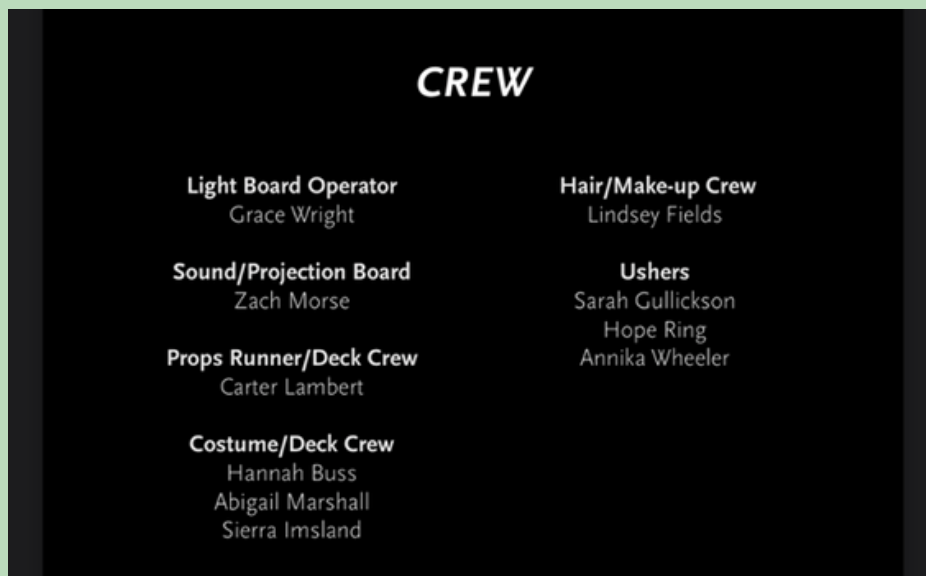 CREW
Light Board Operator
Grace Wright
Sound/Projection Board
Zach Morse
Props Runner/Deck Crew
Carter Lambert
Costume/Deck Crew
Hannah Buss
Abigail Marshall
Sierra Imsland
Hair/Make-up Crew
Lindsey Fields
Ushers
Sarah Gullickson
Hope Ring
Annika Wheeler